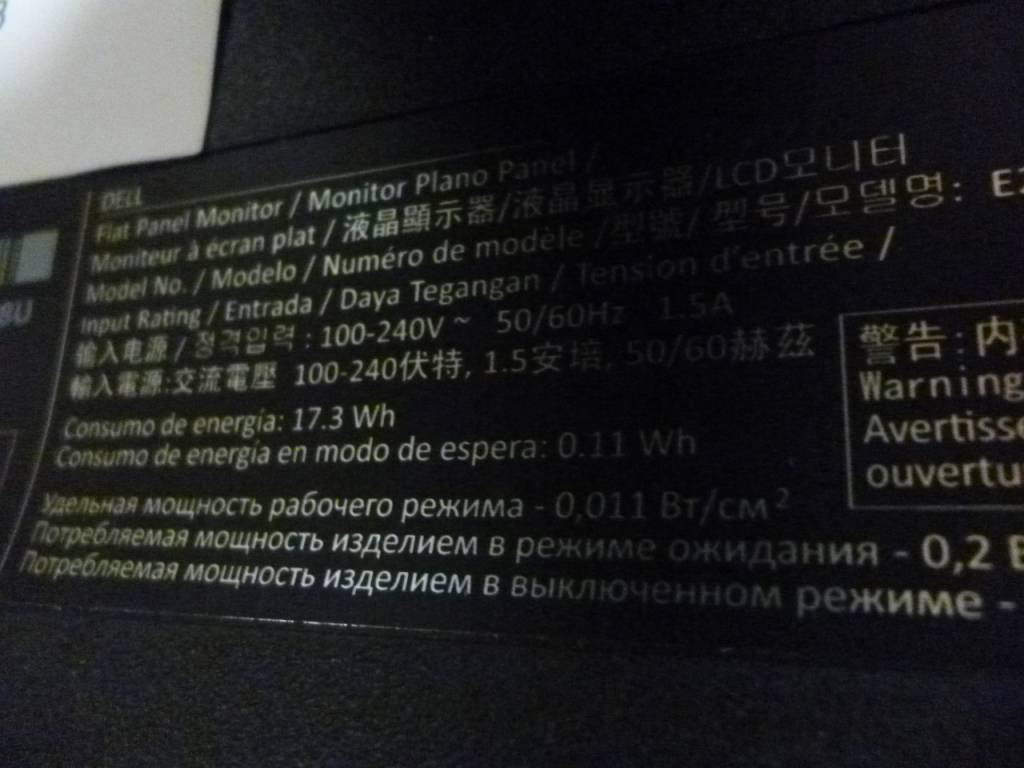 DELL
Flat Panel Monitor / Monitor Plano Panel /
Moniteur à écran plat / 液晶顯示器/液晶显示器/LCD모니터
Model No. / Modelo / Numéro de modèle /型號/ 型号/모델명:
Input Rating / Entrada / Daya Tegangan / Tension d'entrée /
输入电源 / 정격입력 : 100-240V ~ 50/60Hz 1.5A
輸入電源:交流電壓 100-240伏特, 1.5安培, 50/60赫茲
Consumo de energía: 17.3 Wh
Consumo de energía en modo de espera: 0.11 Wh
Удельная мощность рабочего режима - 0,011 Вт/см²
Потребляемая мощность изделием в режиме ожидания - 0,2
Потребляемая мощность изделием в выключенном режиме -
警告:
Warning